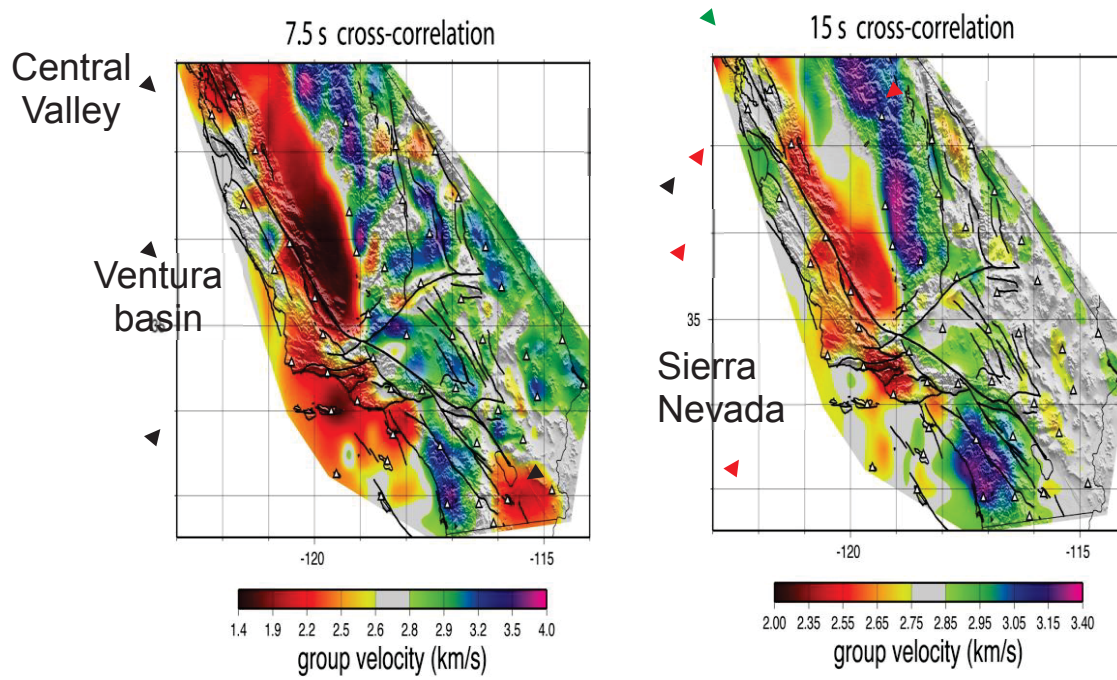 7.5 s cross-correlation
15 s cross-correlation
Central
Valley
Ventura
basin
35
Sierra
Nevada
-120
-115
-120
-115
1.4 1.9 2.2 2.5 2.6 2.8 2.9 3.2 3.5 4.0
group velocity (km/s)
2.00 2.35 2.55 2.65 2.75 2.85 2.95 3.05 3.15 3.40
group velocity (km/s)